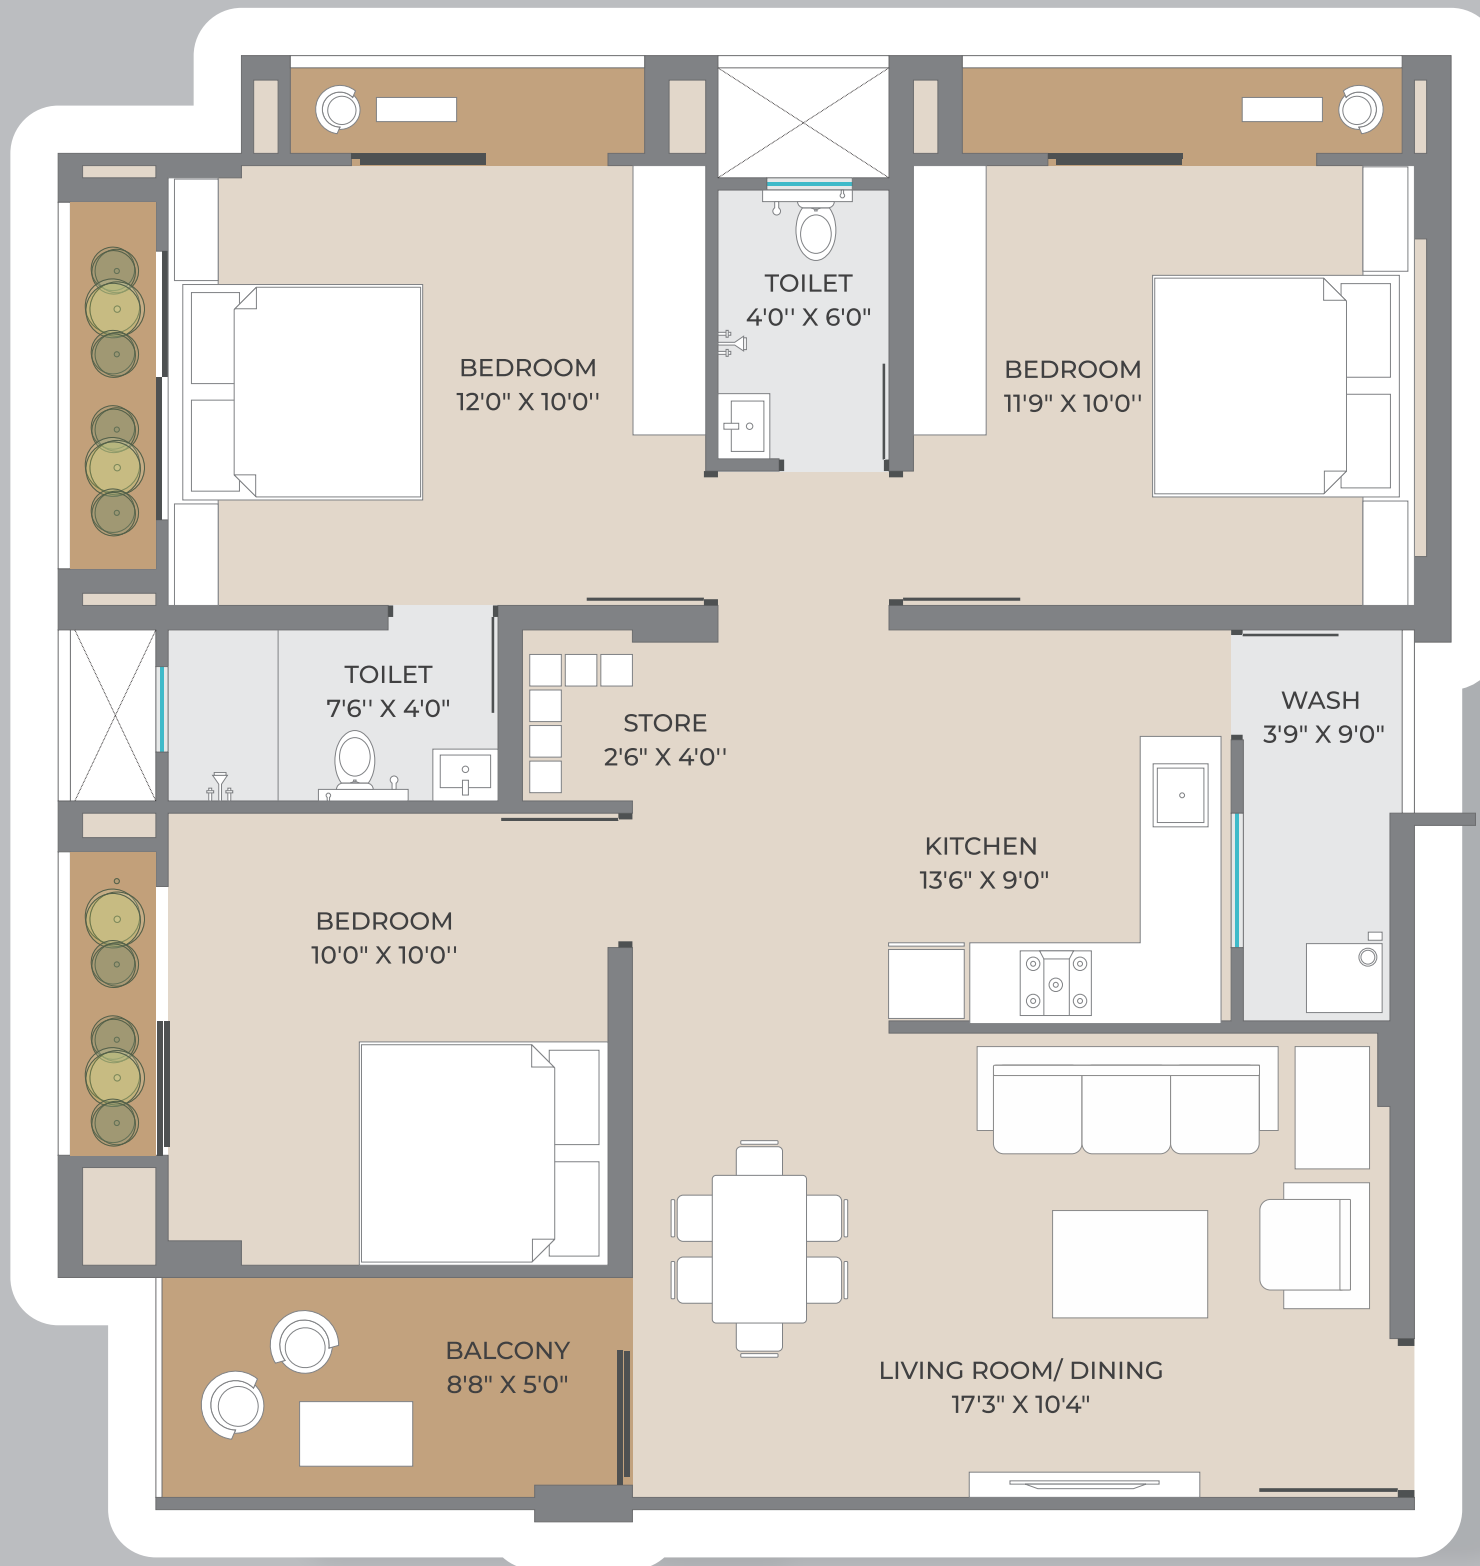 TOILET
4'0'' X 6'0"
BEDROOM
12'0" X 10'0''
BEDROOM
11'9" X 10'0''
TOILET
7'6'' X 4'0"
STORE
2'6" X 4'0''
WASH
3'9" X 9'0"
KITCHEN
13'6" X 9'0"
BEDROOM
10'0" X 10'0''
BALCONY
8'8" X 5'0"
LIVING ROOM/ DINING
17'3" X 10'4"